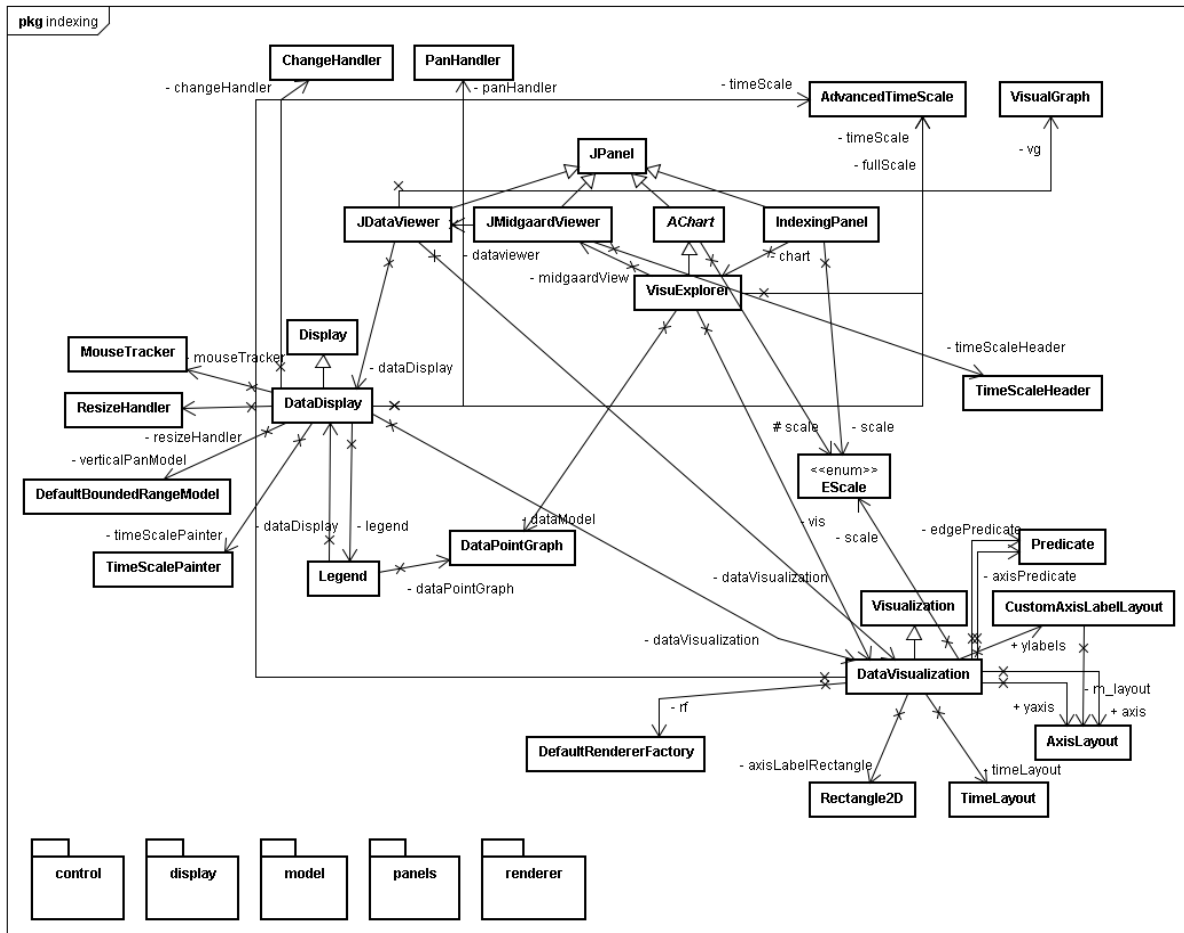 pkg indexing
ChangeHandler
PanHandler
- changeHandler
- panHandler
- timeScale
AdvancedTimeScale
VisualGraph
- timeScale
- vg
JPanel
- fullScale
JDataViewer
JMidgaardViewer
AChart
IndexingPanel
- dataviewer
- chart
- midgaardView
VisuExplorer
Display
MouseTracker
- mouseTracker
- timeScaleHeader
- dataDisplay
TimeScaleHeader
ResizeHandler
DataDisplay
# scale
- scale
- resizeHandler
- verticalPanModel
<<enum>>
EScale
DefaultBoundedRangeModel
- dataDisplay
- legend
- dataModel
- vis
- edgePredicate
- timeScalePainter
- scale
Predicate
DataPointGraph
TimeScalePainter
Legend
- dataPointGraph
- dataVisualization
- axisPredicate
Visualization
CustomAxisLabelLayout
- dataVisualization
+ ylabels
DataVisualization
- m_layout
- rf
+ yaxis
+ axis
DefaultRendererFactory
AxisLayout
- axisLabelRectangle
- timeLayout
Rectangle2D
TimeLayout
control
display
model
panels
renderer